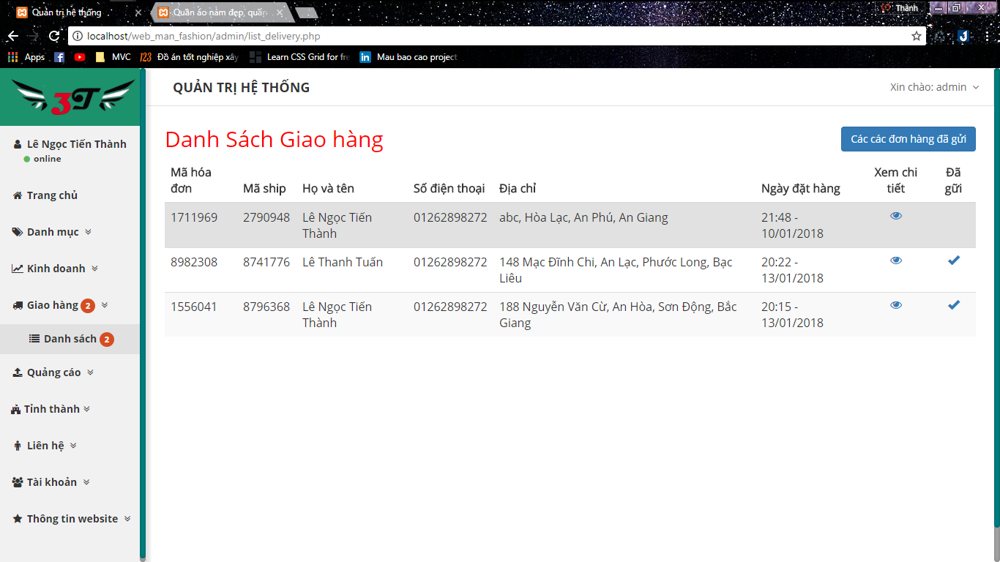 Quản trị hệ thống
Quần áo nam đẹp, quần
Thành
localhost/web_man_fashion/admin/list_delivery.php
Apps
MVC
123 Đồ án tốt nghiệp xây
Learn CSS Grid for fre
in Mau bao cao project
3T
QUẢN TRỊ HỆ THỐNG
Xin chào: admin
Lê Ngọc Tiến Thành
online
Trang chủ
Danh mục
Kinh doanh
Giao hàng 2
Danh sách 2
Quảng cáo
Tỉnh thành
Liên hệ
Tài khoản
Thông tin website
Danh Sách Giao hàng
Các các đơn hàng đã gửi
Mã hóa
đơn
Mã ship
Họ và tên
Số điện thoại
Địa chỉ
Ngày đặt hàng
Xem chi
tiết
Đã
gữi
1711969 2790948 Lê Ngọc Tiến 01262898272 abc, Hòa Lạc, An Phú, An Giang 21:48 -
Thành 10/01/2018
8982308 8741776 Lê Thanh Tuấn 01262898272 148 Mạc Đĩnh Chi, An Lạc, Phước Long, Bạc 20:22 -
Liêu 13/01/2018
1556041 8796368 Lê Ngọc Tiến 01262898272 188 Nguyễn Văn Cừ, An Hòa, Sơn Động, Bắc 20:15 -
Thành Giang 13/01/2018